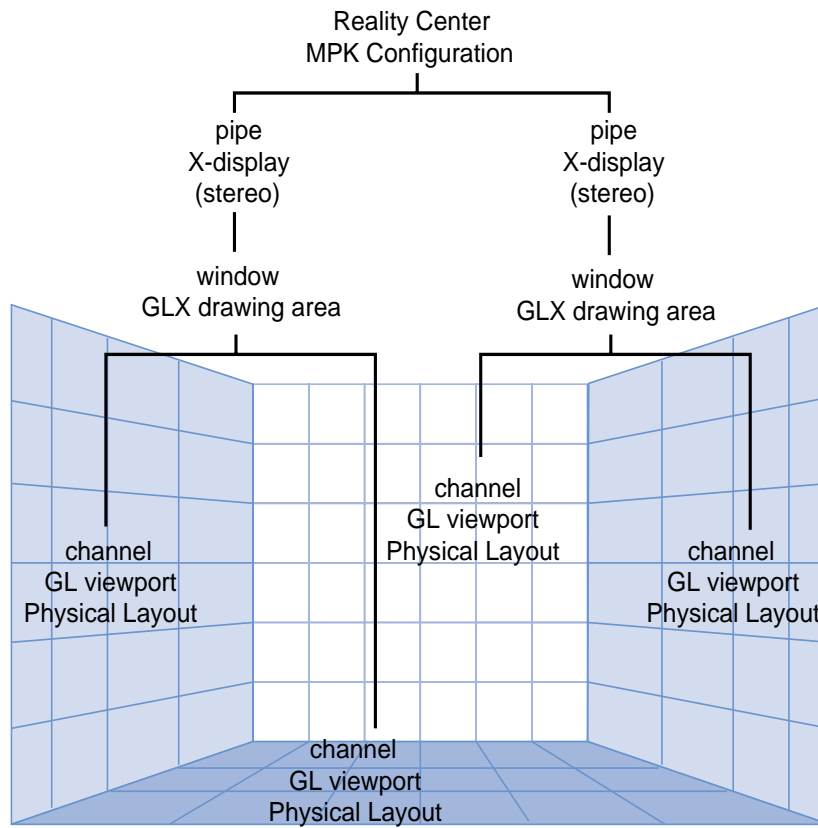 Reality Center
MPK Configuration
pipe
X-display
(stereo)
pipe
X-display
(stereo)
window
GLX drawing area
window
GLX drawing area
channel
GL viewport
Physical Layout
channel
GL viewport
Physical Layout
channel
GL viewport
Physical Layout
channel
GL viewport
Physical Layout